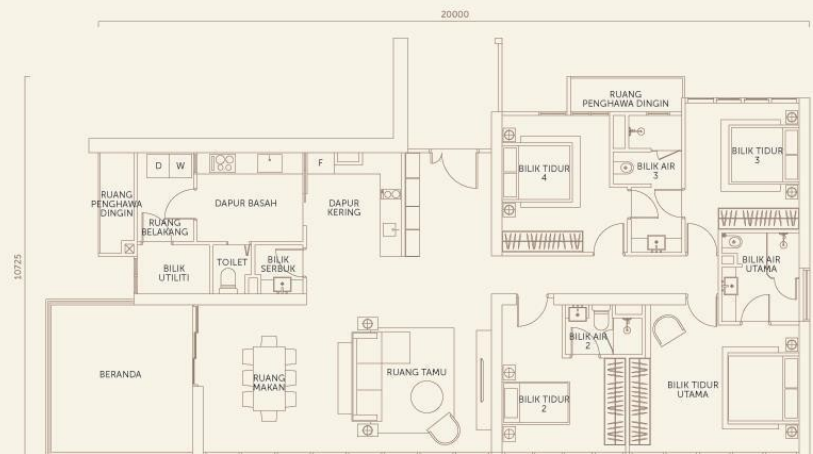 20000
10725
RUANG
PENGHAWA DINGIN
D W
F
RUANG
PENGHAWA
DINGIN
DAPUR BASAH
DAPUR
KERING
RUANG
BELAKANG
BILIK
UTILITI
TOILET
BILIK
SERBUK
BILIK TIDUR
4
BILIK AIR
3
BILIK TIDUR
3
BILIK AIR
UTAMA
BERANDA
RUANG
MAKAN
RUANG TAMU
BILIK AIR
2
BILIK TIDUR
2
BILIK TIDUR
UTAMA